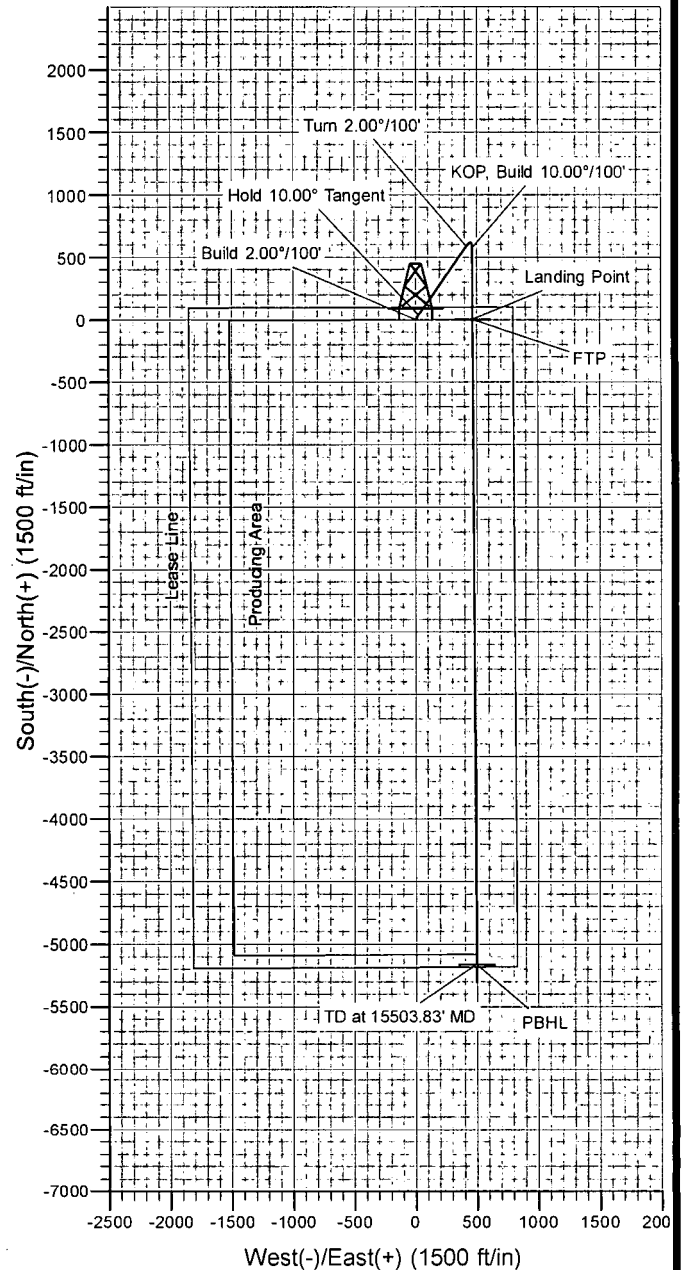 2000
1500
Turn 2.00°/100'
KOP, Build 10.00°/100'
1000
Hold 10.00° Tangent
500
Build 2.00°/100'
Landing Point
0
FTP
-500
-1000
-1500
South(-)/North(+) (1500 ft/in)
Lease Line
Producing Area
-2000
-2500
-3000
-3500
-4000
-4500
-5000
-5500
TD at 15503.83' MD
PBHL
-6000
-6500
-7000
-2500 -2000 -1500 -1000 -500 0 500 1000 1500 200
West(-)/East(+) (1500 ft/in)